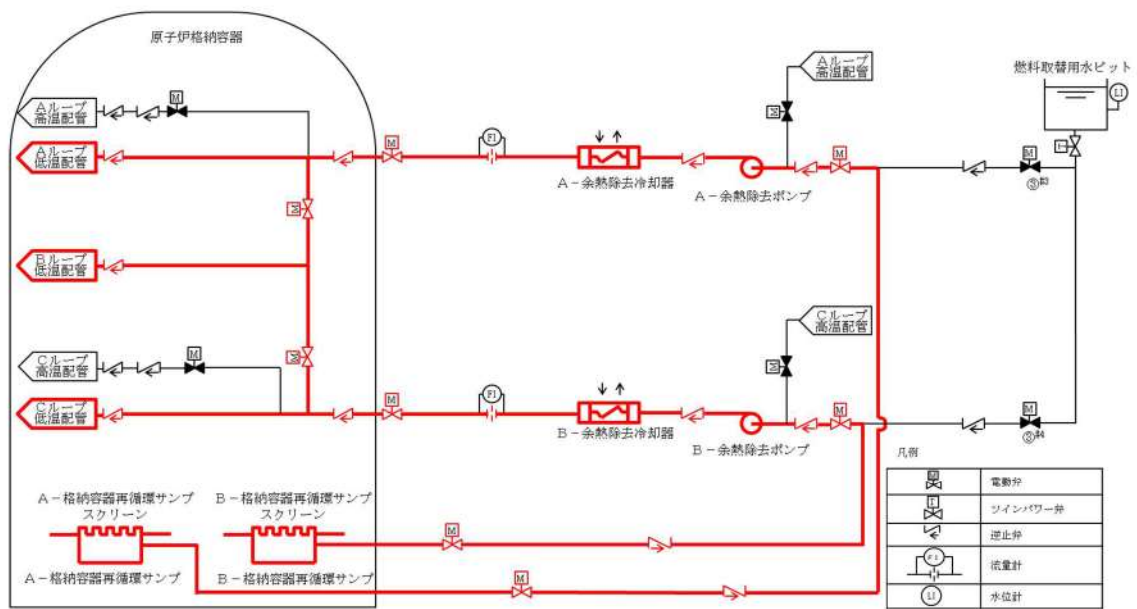 原子炉格納容器
Aループ
高温配管
M
Aループ
低温配管
M
FI
A－余熱除去冷却器
A－余熱除去ポンプ
M
Aループ
高温配管
M
燃料取替用水ピット
LI
T
M
M
Bループ
低温配管
M
Cループ
高温配管
M
Cループ
低温配管
M
FI
B－余熱除去冷却器
B－余熱除去ポンプ
M
Cループ
高温配管
M
M
A－格納容器再循環サンプ
スクリーン
B－格納容器再循環サンプ
スクリーン
M
A－格納容器再循環サンプ
B－格納容器再循環サンプ
M
凡例
M
電動弁
T
ツインパワー弁
逆止弁
FI
流量計
LI
水位計